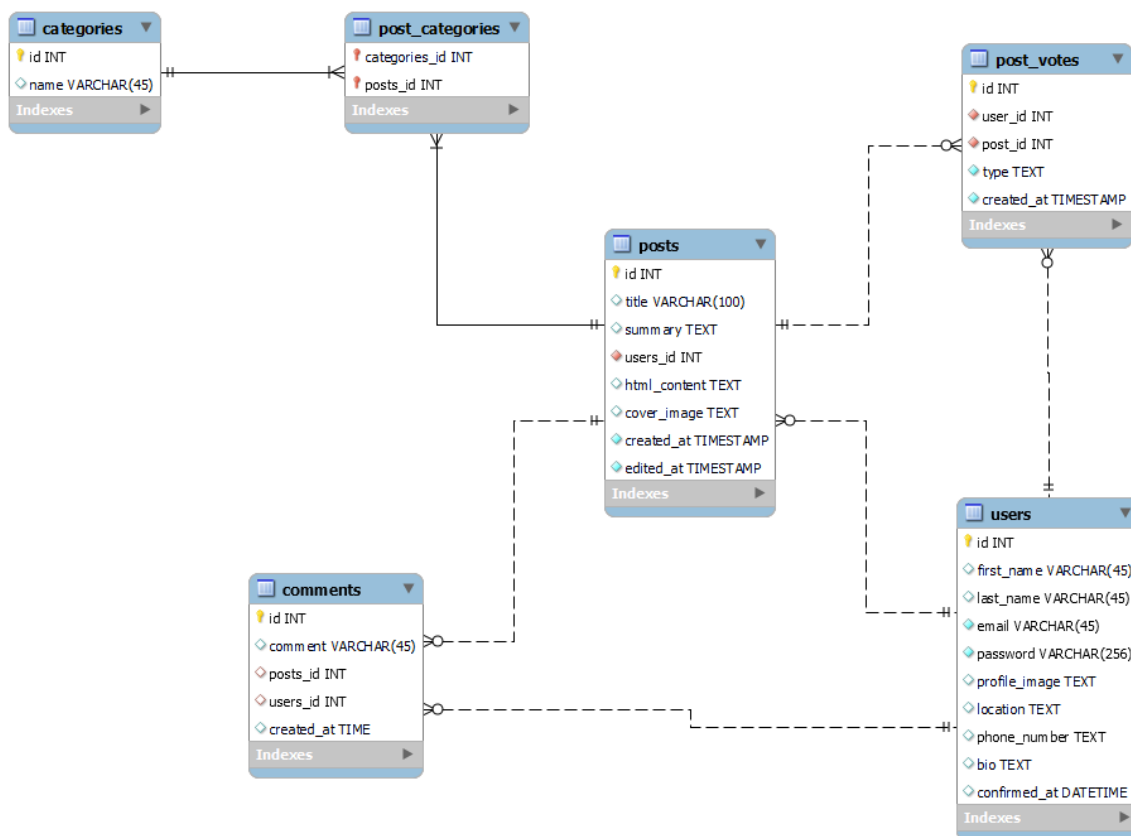 categories
id INT
name VARCHAR(45)
Indexes
post_categories
categories_id INT
posts_id INT
Indexes
post_votes
id INT
user_id INT
post_id INT
type TEXT
created_at TIMESTAMP
Indexes
posts
id INT
title VARCHAR(100)
summary TEXT
users_id INT
html_content TEXT
cover_image TEXT
created_at TIMESTAMP
edited_at TIMESTAMP
Indexes
users
id INT
first_name VARCHAR(45)
last_name VARCHAR(45)
email VARCHAR(45)
password VARCHAR(256)
profile_image TEXT
location TEXT
phone_number TEXT
bio TEXT
confirmed_at DATETIME
Indexes
comments
id INT
comment VARCHAR(45)
posts_id INT
users_id INT
created_at TIME
Indexes